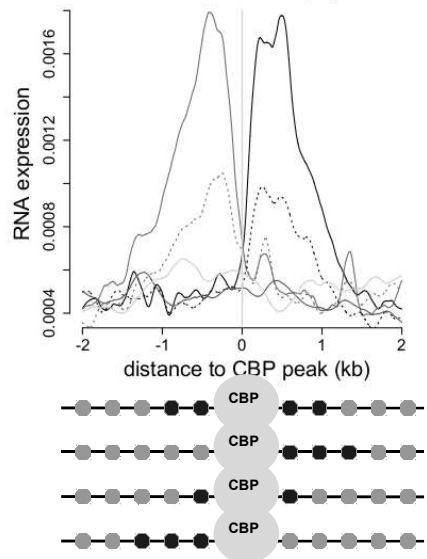 0.0016
0.0012
0.0008
0.0004
RNA expression
-2 -1 0 1 2
distance to CBP peak (kb)
CBP
CBP
CBP
CBP